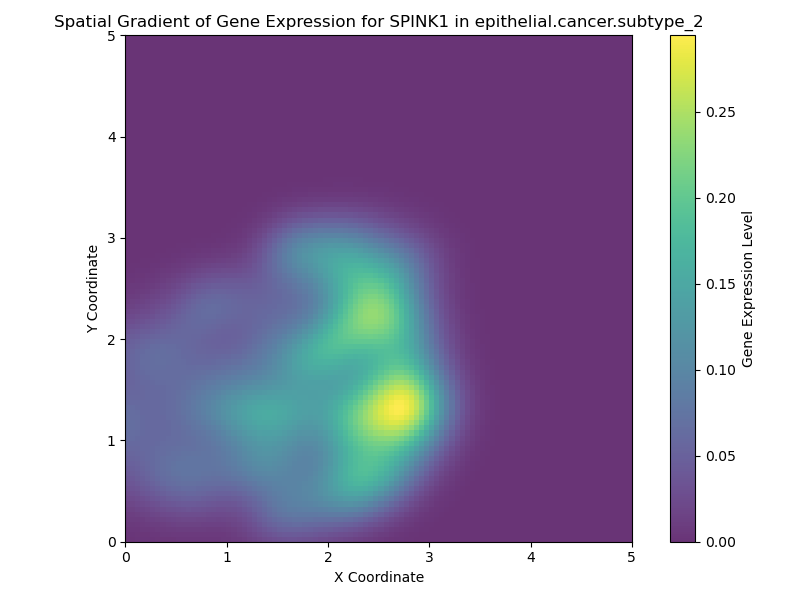 Spatial Gradient of Gene Expression for SPINK1 in epithelial.cancer.subtype_2
5
4
3
2
1
0
Y Coordinate
0 1 2 3 4 5
X Coordinate
0.25
0.20
0.15
0.10
0.05
0.00
Gene Expression Level